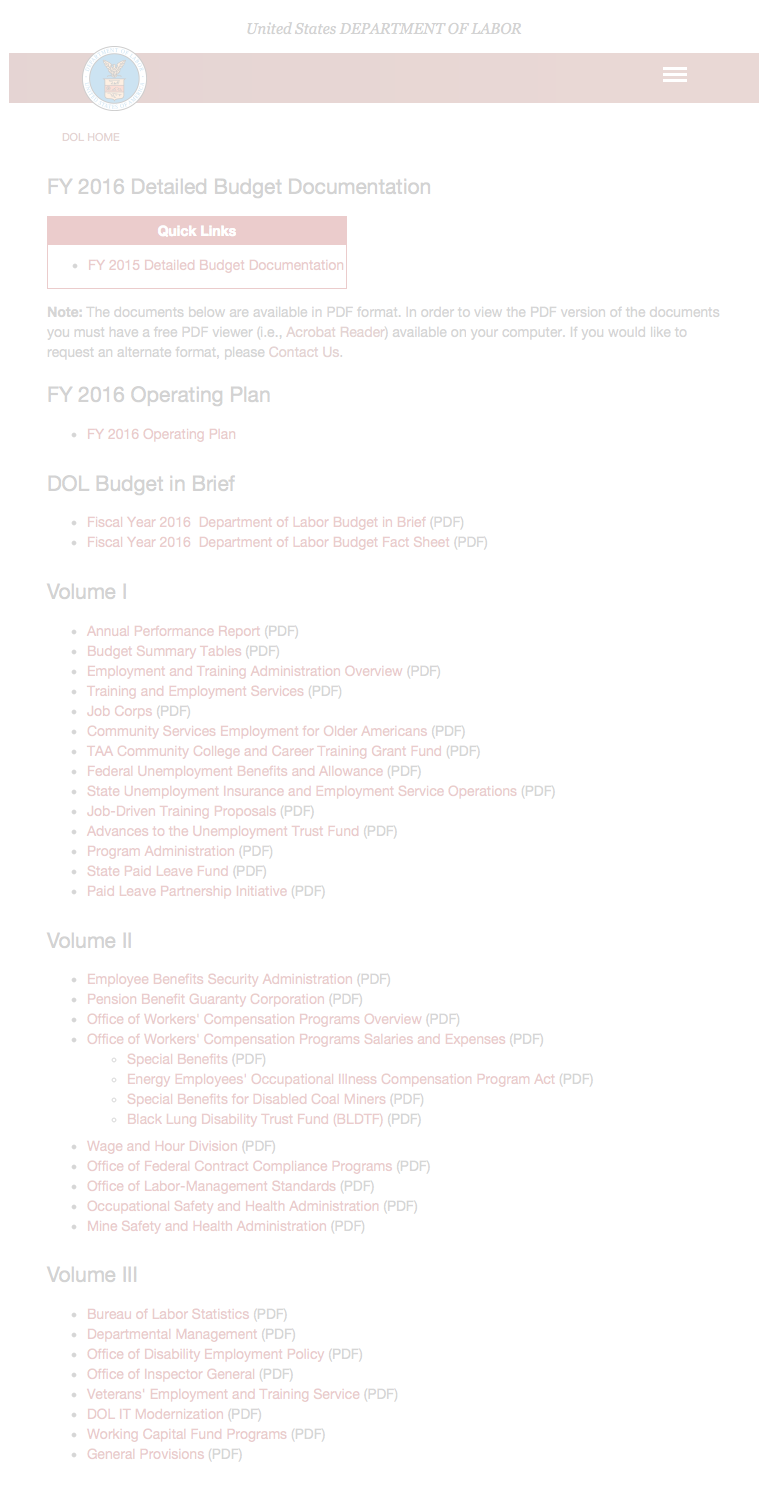 United States DEPARTMENT OF LABOR
DOL HOME
FY 2016 Detailed Budget Documentation
Quick Links
• FY 2015 Detailed Budget Documentation
Note: The documents below are available in PDF format. In order to view the PDF version of the documents
you must have a free PDF viewer (i.e., Acrobat Reader) available on your computer. If you would like to
request an alternate format, please Contact Us.
FY 2016 Operating Plan
• FY 2016 Operating Plan
DOL Budget in Brief
• Fiscal Year 2016  Department of Labor Budget in Brief (PDF)
• Fiscal Year 2016  Department of Labor Budget Fact Sheet (PDF)
Volume I
• Annual Performance Report (PDF)
• Budget Summary Tables (PDF)
• Employment and Training Administration Overview (PDF)
• Training and Employment Services (PDF)
• Job Corps (PDF)
• Community Services Employment for Older Americans (PDF)
• TAA Community College and Career Training Grant Fund (PDF)
• Federal Unemployment Benefits and Allowance (PDF)
• State Unemployment Insurance and Employment Service Operations (PDF)
• Job-Driven Training Proposals (PDF)
• Advances to the Unemployment Trust Fund (PDF)
• Program Administration (PDF)
• State Paid Leave Fund (PDF)
• Paid Leave Partnership Initiative (PDF)
Volume II
• Employee Benefits Security Administration (PDF)
• Pension Benefit Guaranty Corporation (PDF)
• Office of Workers' Compensation Programs Overview (PDF)
• Office of Workers' Compensation Programs Salaries and Expenses (PDF)
◦ Special Benefits (PDF)
◦ Energy Employees' Occupational Illness Compensation Program Act (PDF)
◦ Special Benefits for Disabled Coal Miners (PDF)
◦ Black Lung Disability Trust Fund (BLDTF) (PDF)
• Wage and Hour Division (PDF)
• Office of Federal Contract Compliance Programs (PDF)
• Office of Labor-Management Standards (PDF)
• Occupational Safety and Health Administration (PDF)
• Mine Safety and Health Administration (PDF)
Volume III
• Bureau of Labor Statistics (PDF)
• Departmental Management (PDF)
• Office of Disability Employment Policy (PDF)
• Office of Inspector General (PDF)
• Veterans' Employment and Training Service (PDF)
• DOL IT Modernization (PDF)
• Working Capital Fund Programs (PDF)
• General Provisions (PDF)